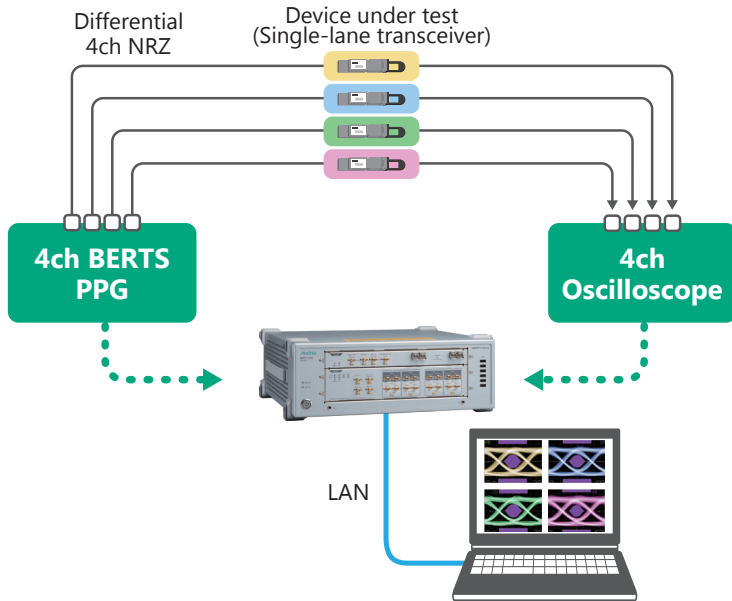 Differential
4ch NRZ
Device under test
(Single-lane transceiver)
4ch BERTS
PPG
4ch
Oscilloscope
LAN